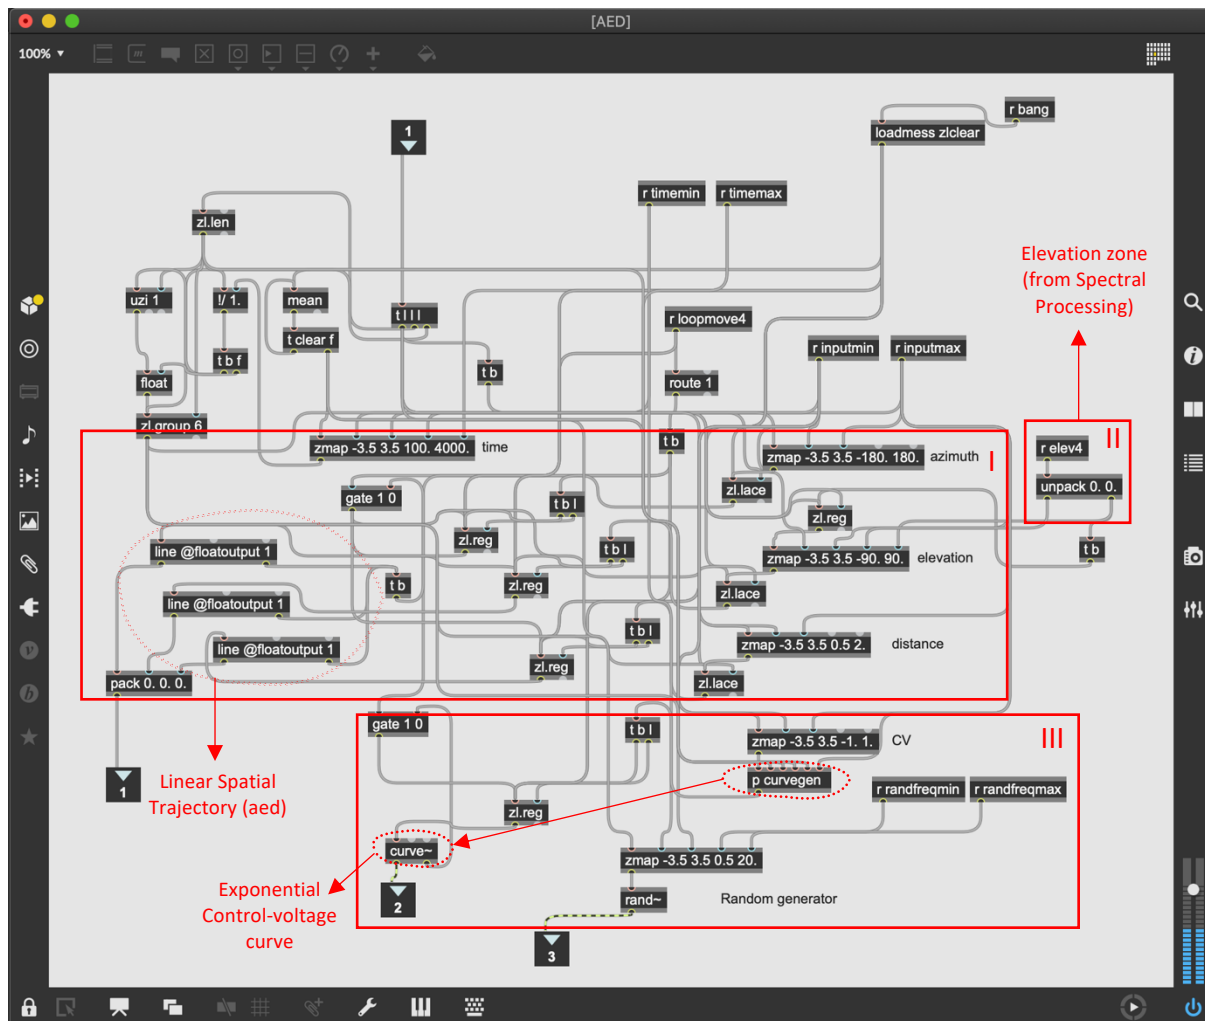 [AED]
100% ▼
r bang
1
loadmess zlclear
r timemin
r timemax
zl.len
Elevation zone
(from Spectral
Processing)
uzi 1
!/ 1.
mean
t l l l
r loopmove4
t clear f
r inputmin
r inputmax
t b f
t b
float
route 1
zl.group 6
t b
zmap -3.5 3.5 100. 4000.
time
zmap -3.5 3.5 -180. 180.
azimuth
I
r elev4
II
gate 1 0
t b l
zl.lace
unpack 0. 0.
zl.reg
zl.reg
line @floatoutput 1
t b l
zmap -3.5 3.5 -90. 90.
elevation
t b
t b
zl.reg
zl.lace
line @floatoutput 1
t b l
line @floatoutput 1
zmap -3.5 3.5 0.5 2.
distance
zl.reg
pack 0. 0. 0.
zl.lace
gate 1 0
t b l
zmap -3.5 3.5 -1. 1.
CV
III
1
Linear Spatial
Trajectory (aed)
p curvegen
r randfreqmin
r randfreqmax
zl.reg
curve~
zmap -3.5 3.5 0.5 20.
Exponential
Control-voltage
curve
2
rand~
Random generator
3